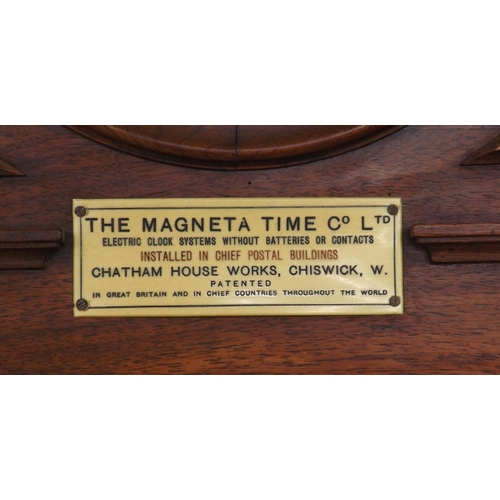 THE MAGNETA TIME Cº LTD
ELECTRIC CLOCK SYSTEMS WITHOUT BATTERIES OR CONTACTS
INSTALLED IN CHIEF POSTAL BUILDINGS
CHATHAM HOUSE WORKS, CHISWICK, W.
PATENTED
IN GREAT BRITAIN AND IN CHIEF COUNTRIES THROUGHOUT THE WORLD